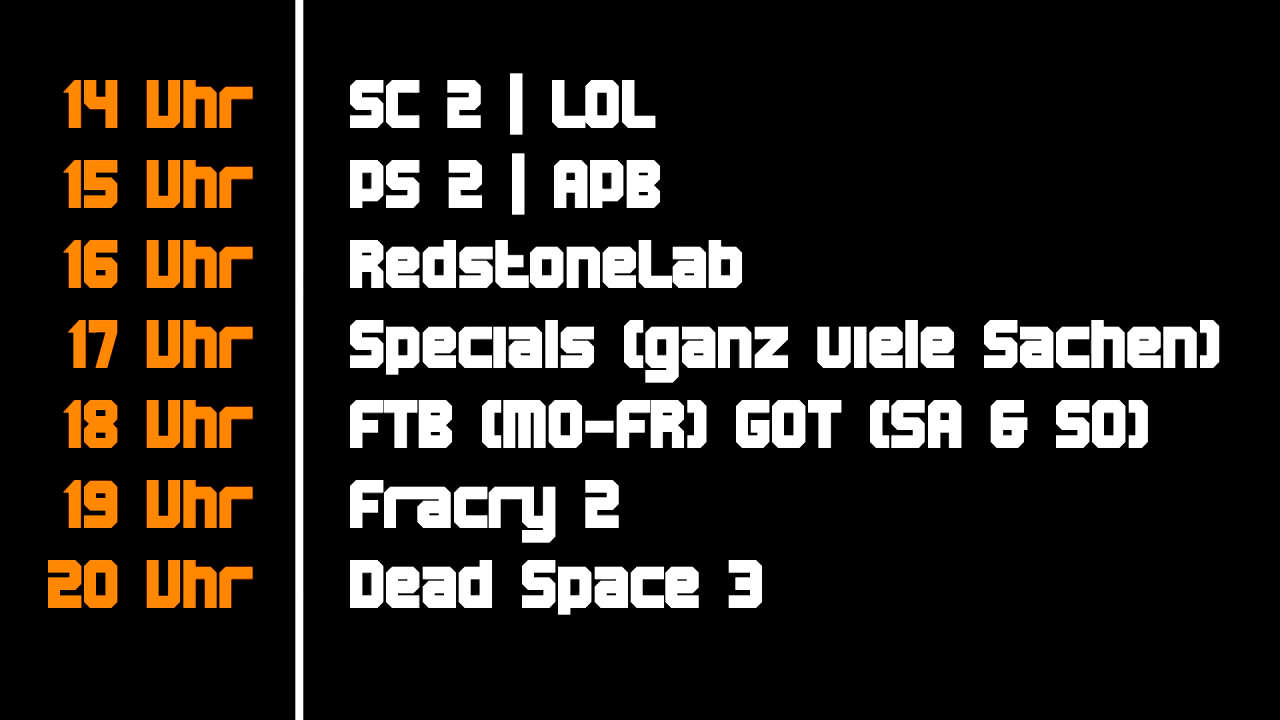 14 Uhr SC 2 | LOL
15 Uhr PS 2 | APB
16 Uhr RedstoneLab
17 Uhr Specials (ganz viele Sachen)
18 Uhr FTB (MO-FR) GOT (SA & SO)
19 Uhr Fracry 2
20 Uhr Dead Space 3